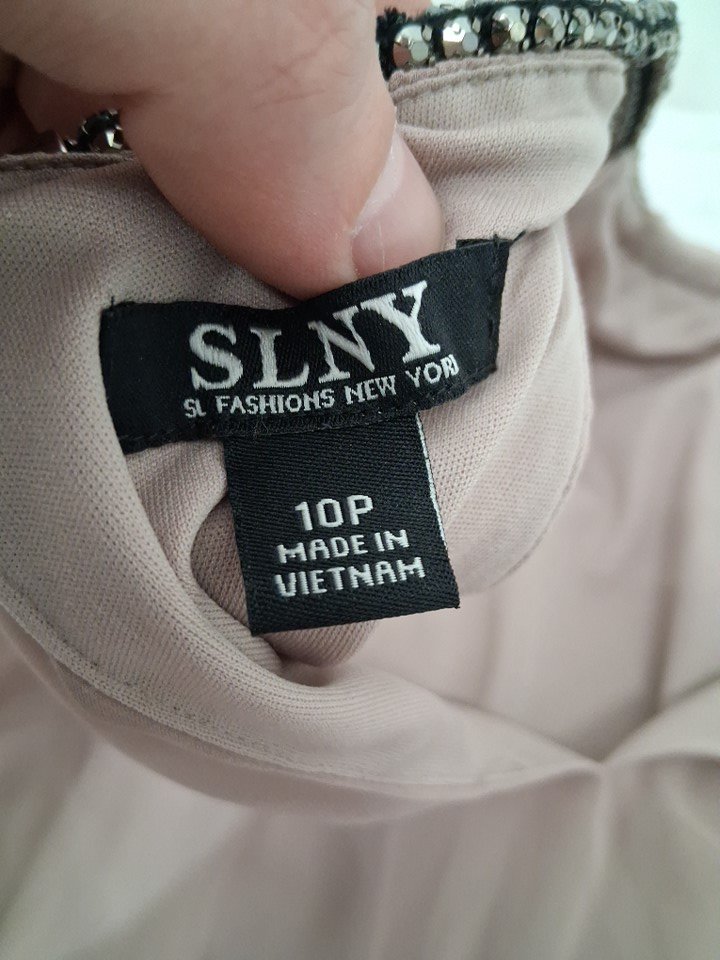 SLNY
SL FASHIONS NEW YORK
10P
MADE IN
VIETNAM